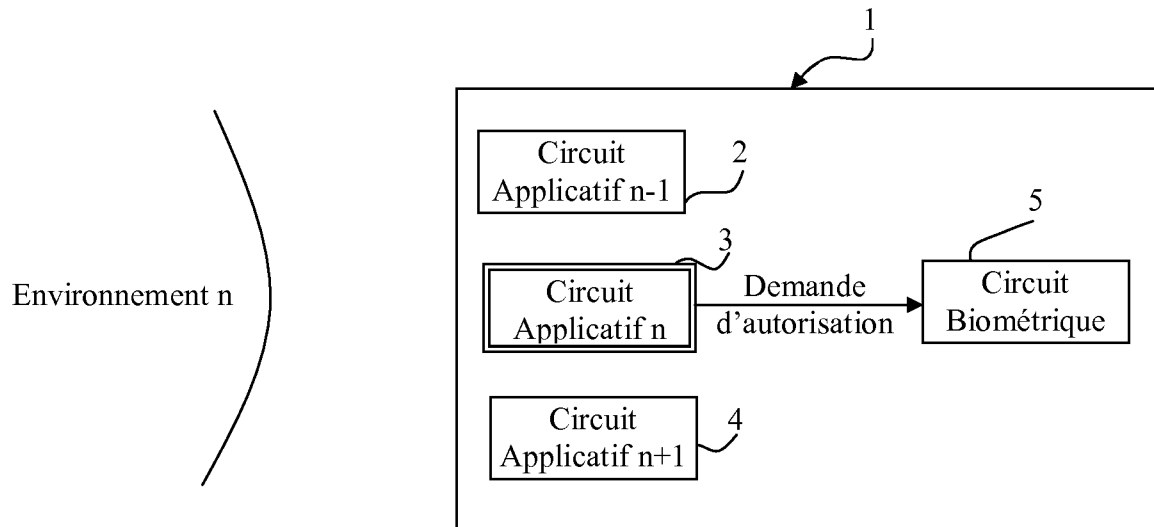 1
Circuit
Applicatif n-1
2
3
5
Environnement n
Circuit
Applicatif n
Demande
d’autorisation
Circuit
Biométrique
Circuit
Applicatif n+1
4